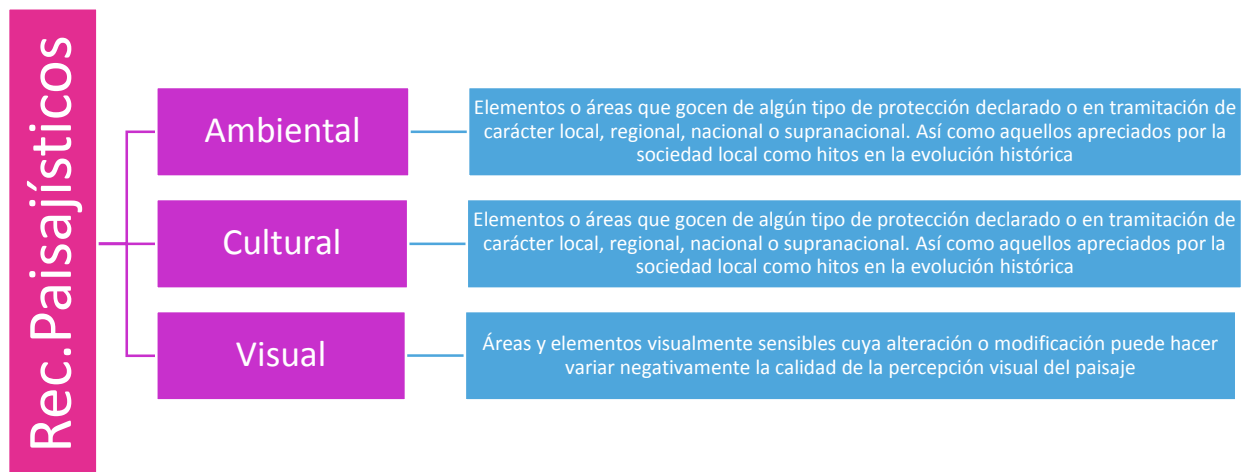 Rec.Paisajísticos
Ambiental
Elementos o áreas que gocen de algún tipo de protección declarado o en tramitación de
carácter local, regional, nacional o supranacional. Así como aquellos apreciados por la
sociedad local como hitos en la evolución histórica
Cultural
Elementos o áreas que gocen de algún tipo de protección declarado o en tramitación de
carácter local, regional, nacional o supranacional. Así como aquellos apreciados por la
sociedad local como hitos en la evolución histórica
Visual
Áreas y elementos visualmente sensibles cuya alteración o modificación puede hacer
variar negativamente la calidad de la percepción visual del paisaje